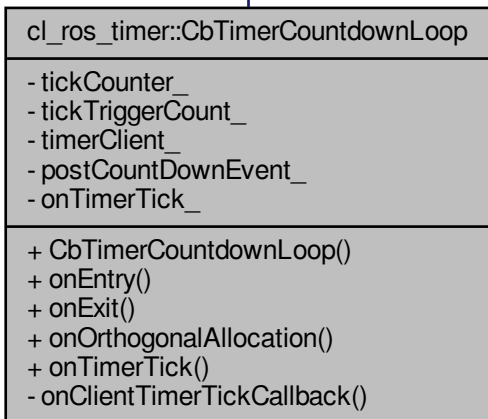 cl_ros_timer::CbTimerCountdownLoop
- tickCounter_
- tickTriggerCount_
- timerClient_
- postCountDownEvent_
- onTimerTick_
+ CbTimerCountdownLoop()
+ onEntry()
+ onExit()
+ onOrthogonalAllocation()
+ onTimerTick()
- onClientTimerTickCallback()